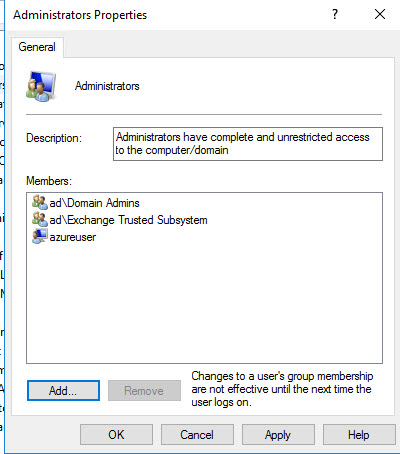 Administrators Properties
?
General
Administrators
Description:
Administrators have complete and unrestricted access
to the computer/domain
Members:
ad\Domain Admins
ad\Exchange Trusted Subsystem
azureuser
Add...
Remove
Changes to a user's group membership
are not effective until the next time the
user logs on.
OK
Cancel
Apply
Help